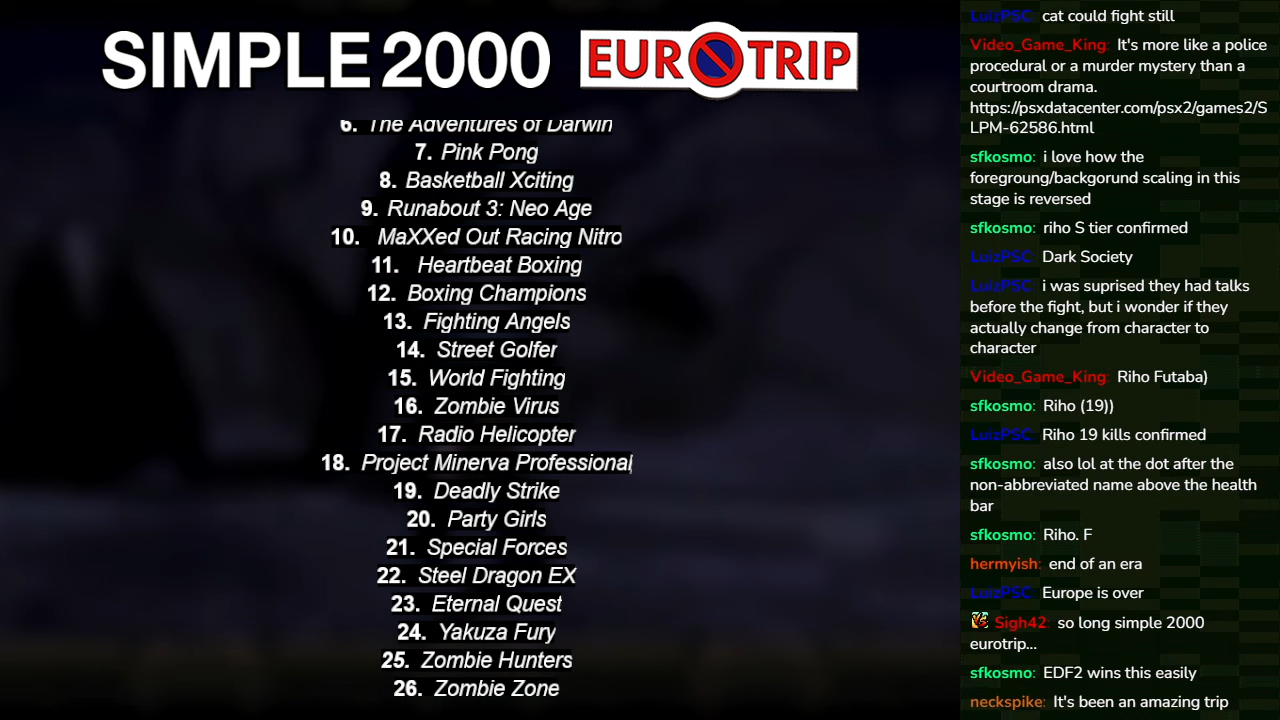 SIMPLE 2000 EUROTRIP
6. The Adventures of Darwin
7. Pink Pong
8. Basketball Xciting
9. Runabout 3: Neo Age
10. MaXXed Out Racing Nitro
11. Heartbeat Boxing
12. Boxing Champions
13. Fighting Angels
14. Street Golfer
15. World Fighting
16. Zombie Virus
17. Radio Helicopter
18. Project Minerva Professional
19. Deadly Strike
20. Party Girls
21. Special Forces
22. Steel Dragon EX
23. Eternal Quest
24. Yakuza Fury
25. Zombie Hunters
26. Zombie Zone
LuizPSC: cat could fight still
Video_Game_King: It's more like a police
procedural or a murder mystery than a
courtroom drama.
https://psxdatacenter.com/psx2/games2/S
LPM-62586.html
sfkosmo: i love how the
foregroung/backgorund scaling in this
stage is reversed
sfkosmo: riho S tier confirmed
LuizPSC: Dark Society
LuizPSC: i was suprised they had talks
before the fight, but i wonder if they
actually change from character to
character
Video_Game_King: Riho Futaba)
sfkosmo: Riho (19))
LuizPSC: Riho 19 kills confirmed
sfkosmo: also lol at the dot after the
non-abbreviated name above the health
bar
sfkosmo: Riho. F
hermyish: end of an era
LuizPSC: Europe is over
Sigh42: so long simple 2000
eurotrip...
sfkosmo: EDF2 wins this easily
neckspike: It's been an amazing trip